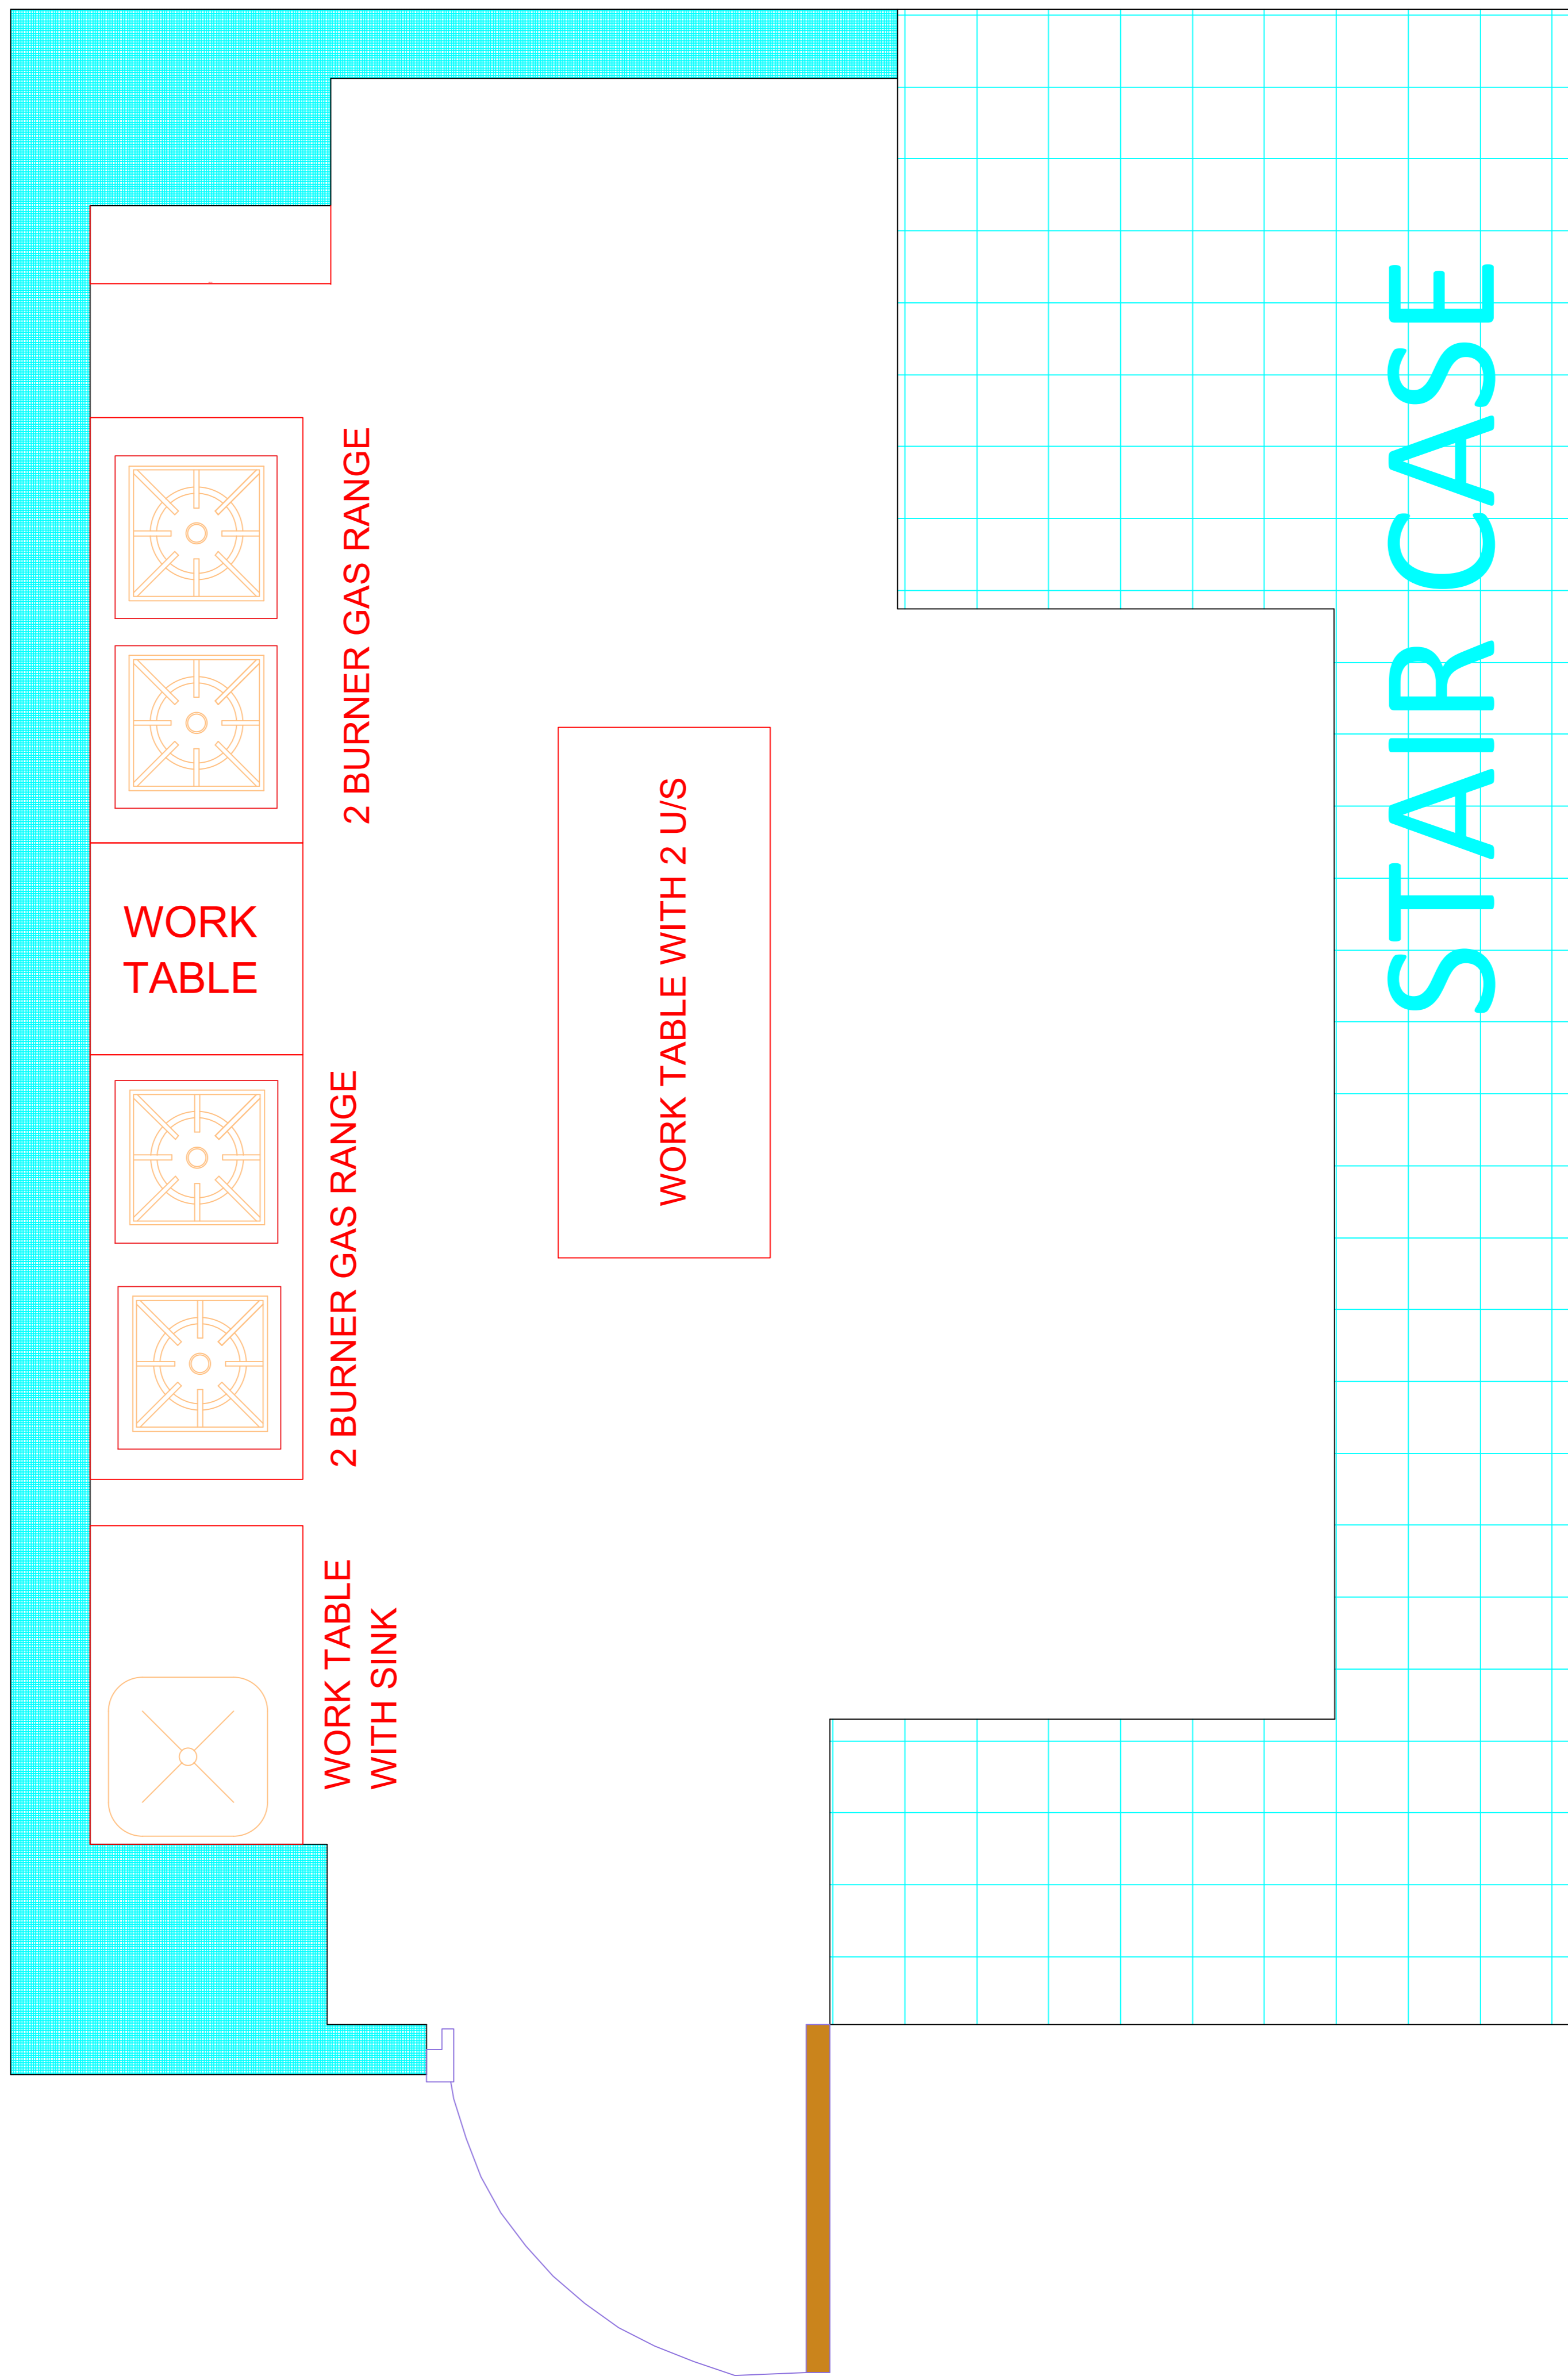 2 BURNER GAS RANGE
WORK
TABLE
WORK TABLE WITH 2 U/S
STAIR CASE
2 BURNER GAS RANGE
WORK TABLE
WITH SINK